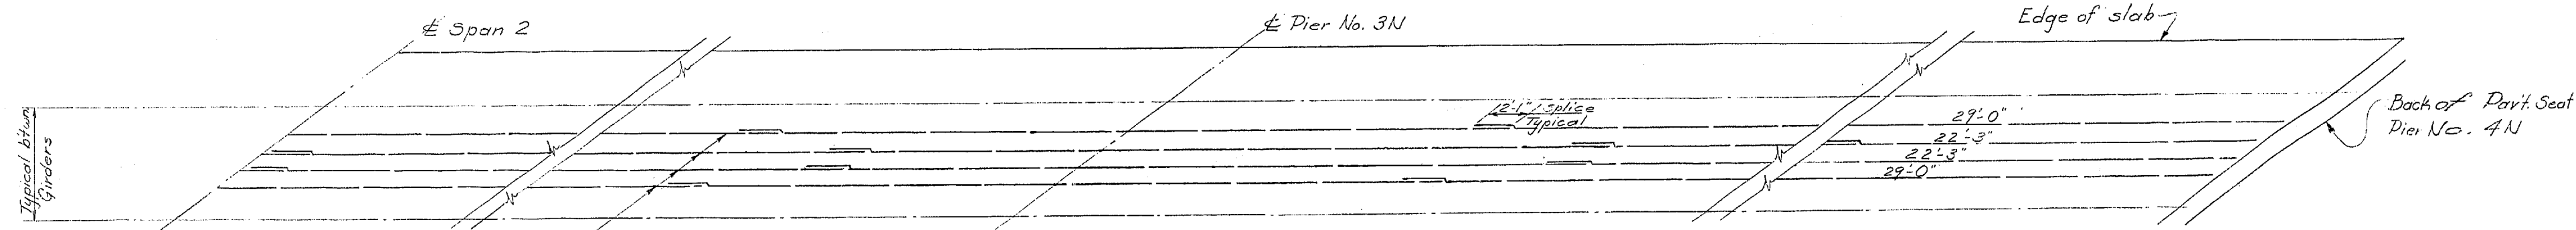 ℄ Span 2
℄ Pier No. 3N
Edge of slab
Typical b'twn.
Girders
2'-1" splice
Typical
29'-0"
22'-3"
22'-3"
29'-0"
Back of Pav't. Seat
Pier No. 4N